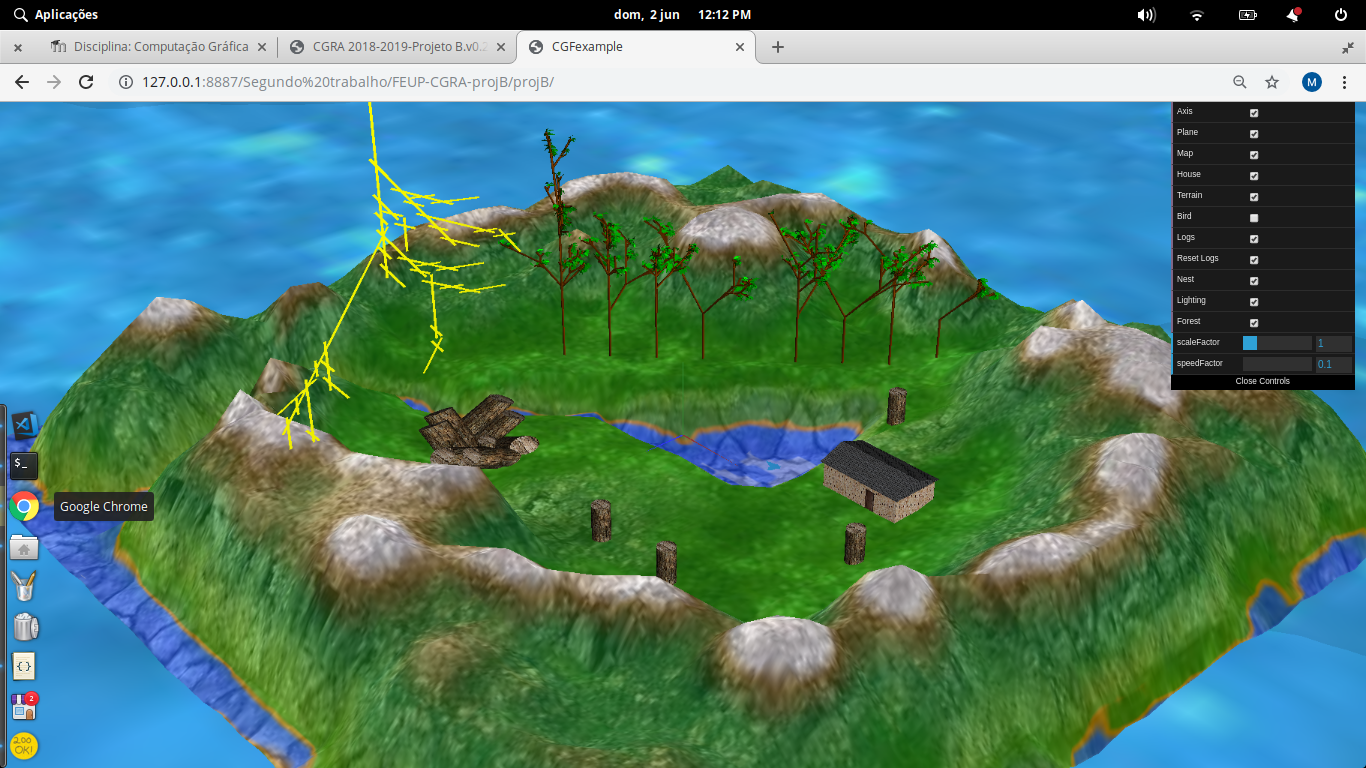 Aplicações
dom, 2 jun 12:12 PM
Disciplina: Computação Gráfica
CGRA 2018-2019-Projeto B.v0.2
CGFexample
127.0.0.1:8887/Segundo%20trabalho/FEUP-CGRA-projB/projB/
M
Axis
Plane
Map
House
Terrain
Bird
Logs
Reset Logs
Nest
Lighting
Forest
scaleFactor 1
speedFactor 0.1
Close Controls
$_
Google Chrome
{}
2
200
OK!